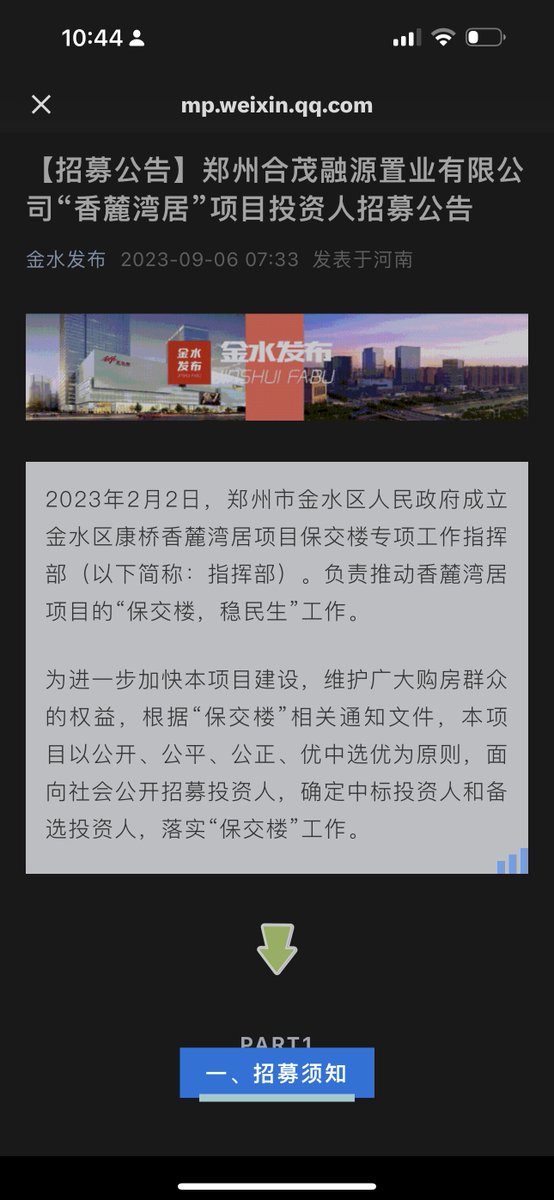 10:44
mp.weixin.qq.com
【招募公告】郑州合茂融源置业有限公
司“香麓湾居”项目投资人招募公告
金水发布 2023-09-06 07:33 发表于河南
金水
发布
JINSHUI FABU
金水发布
JINSHUI FABU
2023年2月2日，郑州市金水区人民政府成立
金水区康桥香麓湾居项目保交楼专项工作指挥
部（以下简称：指挥部）。负责推动香麓湾居
项目的“保交楼，稳民生”工作。
为进一步加快本项目建设，维护广大购房群众
的权益，根据“保交楼”相关通知文件，本项
目以公开、公平、公正、优中选优为原则，面
向社会公开招募投资人，确定中标投资人和备
选投资人，落实“保交楼”工作。
PART1
一、招募须知